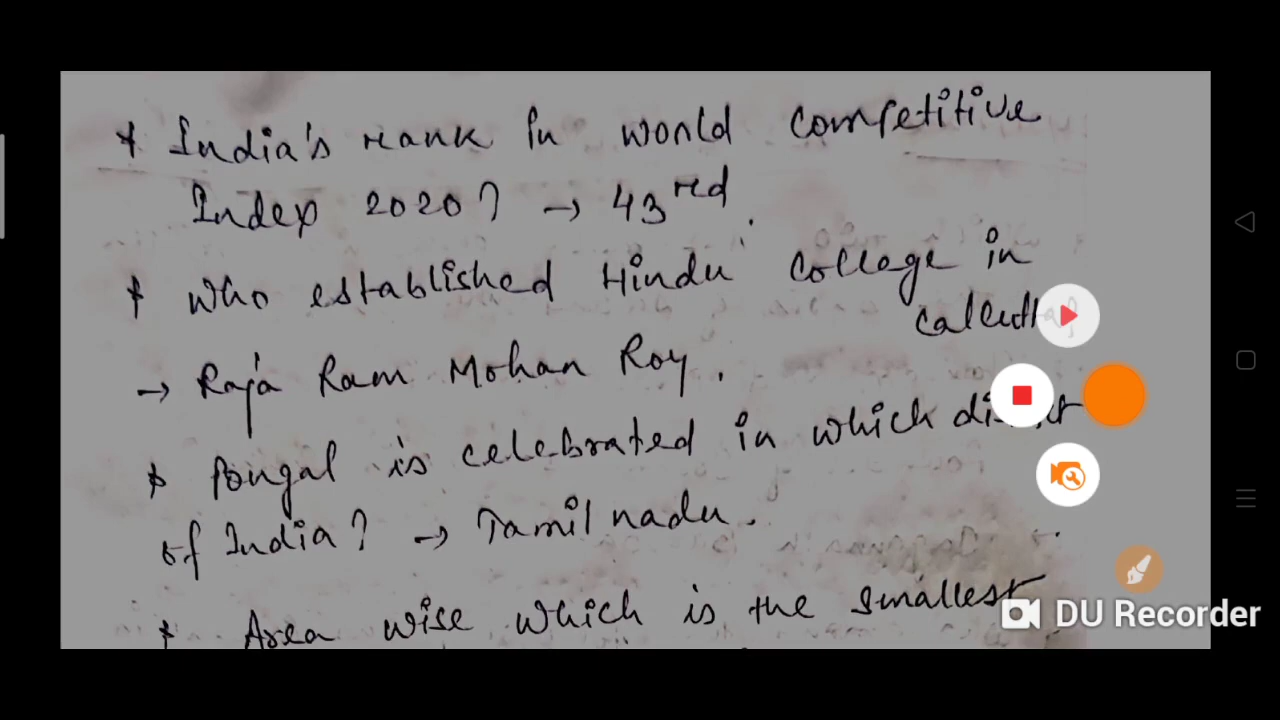 * India's rank in world competitive
Index 2020? → 43rd.
* Who established Hindu College in
calcutta
→ Raja Ram Mohan Roy.
* Pongal is celebrated in which
of India? → Tamil nadu.
* Area wise which is the smallest
DU Recorder